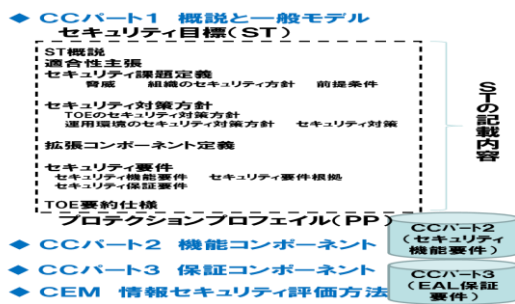 ◆ CCパート1 概説と一般モデル
セキュリティ目標(ST)
ST概説
適合性主張
セキュリティ課題定義
脅威 組織のセキュリティ方針 前提条件
セキュリティ対策方針
TOEのセキュリティ対策方針
運用環境のセキュリティ対策方針 セキュリティ対策
拡張コンポーネント定義
セキュリティ要件
セキュリティ機能要件 セキュリティ要件根拠
セキュリティ保証要件
TOE要約仕様
STの記載内容
プロテクションプロフェイル(PP)
◆ CCパート2 機能コンポーネント
◆ CCパート3 保証コンポーネント
◆ CEM 情報セキュリティ評価方法
CCパート2
(セキュリティ
機能要件)
CCパート3
(EAL保証
要件)